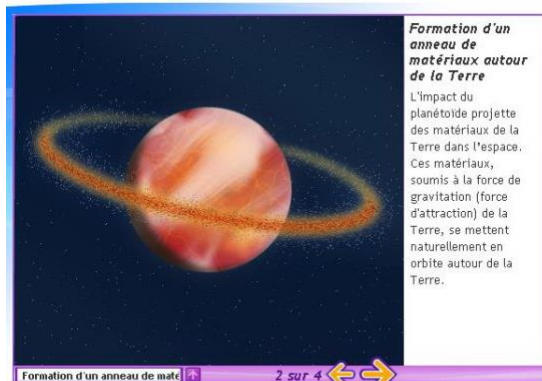 Formation d'un
anneau de
matériaux autour
de la Terre
L'impact du
planétoïde projette
des matériaux de la
Terre dans l'espace.
Ces matériaux,
soumis à la force de
gravitation (force
d'attraction) de la
Terre, se mettent
naturellement en
orbite autour de la
Terre.
Formation d'un anneau de maté
2 sur 4